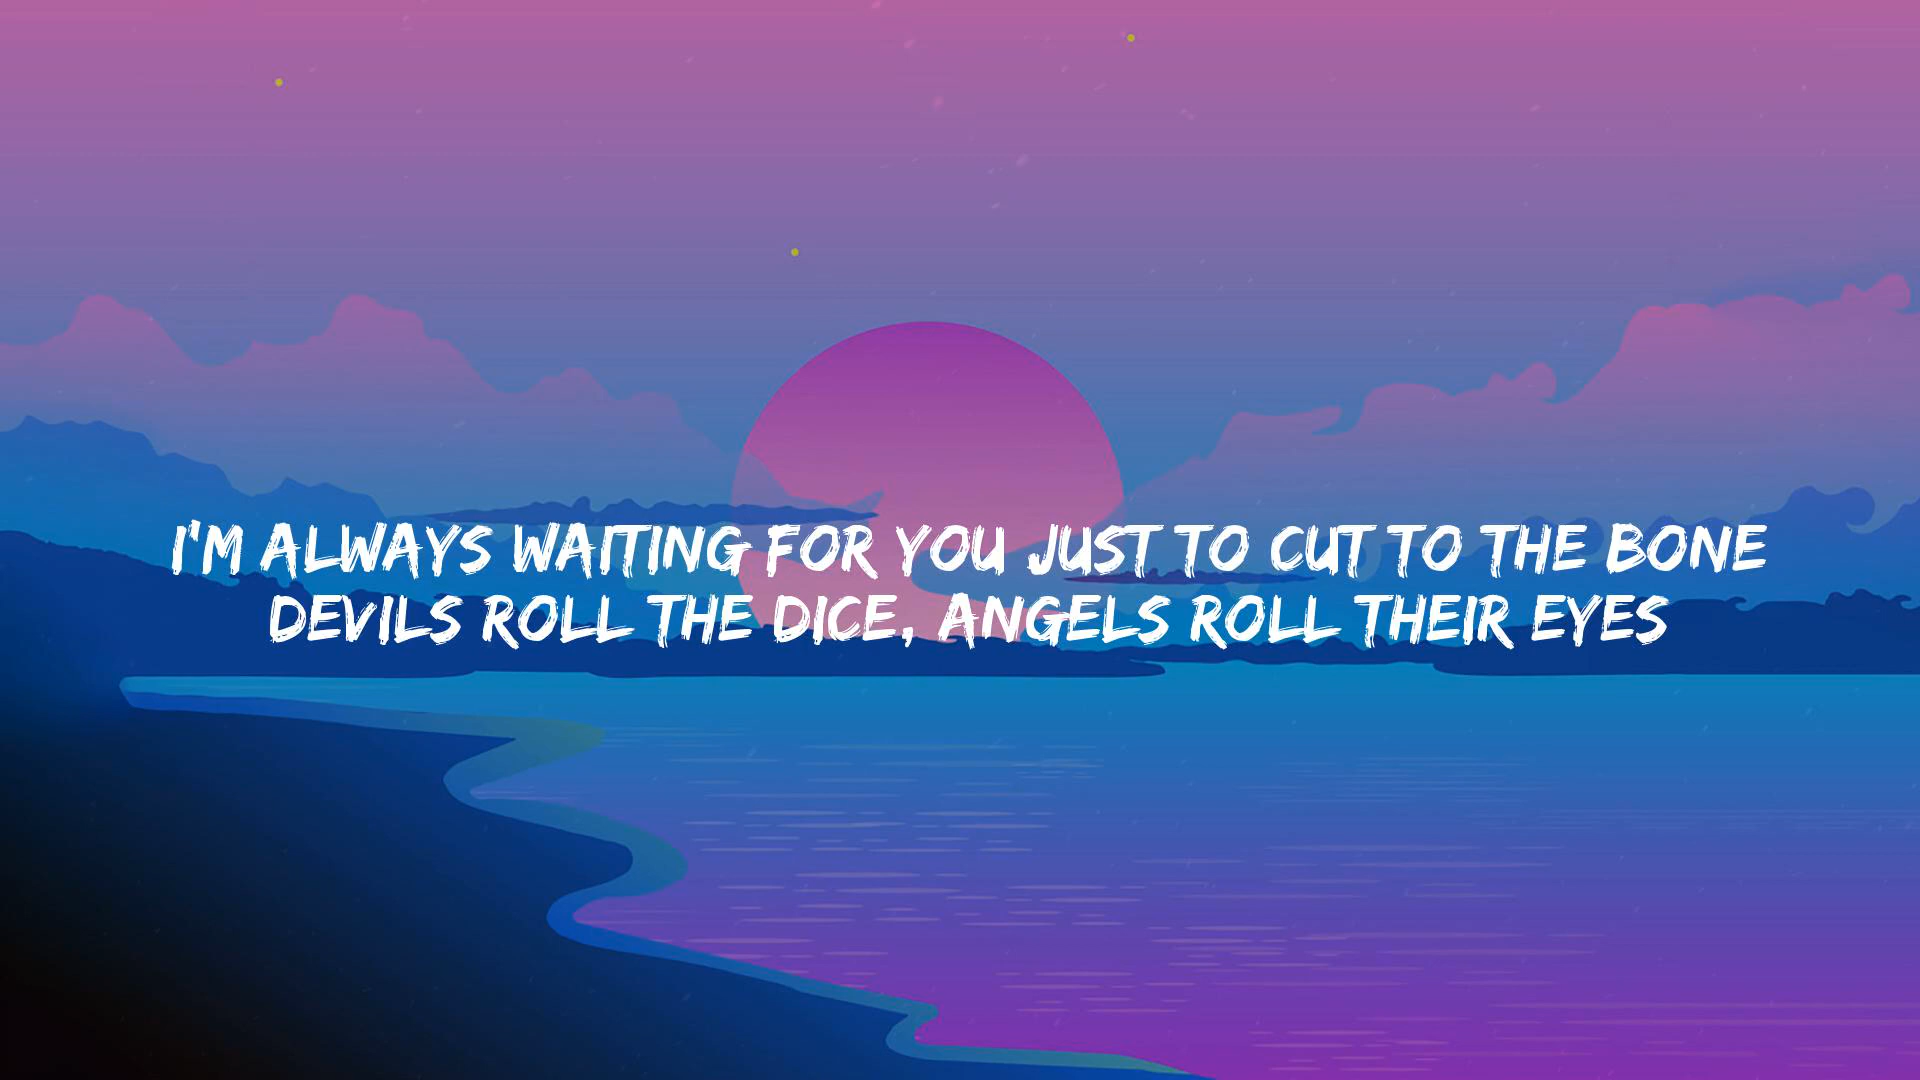 I'M ALWAYS WAITING FOR YOU JUST TO CUT TO THE BONE
DEVILS ROLL THE DICE, ANGELS ROLL THEIR EYES